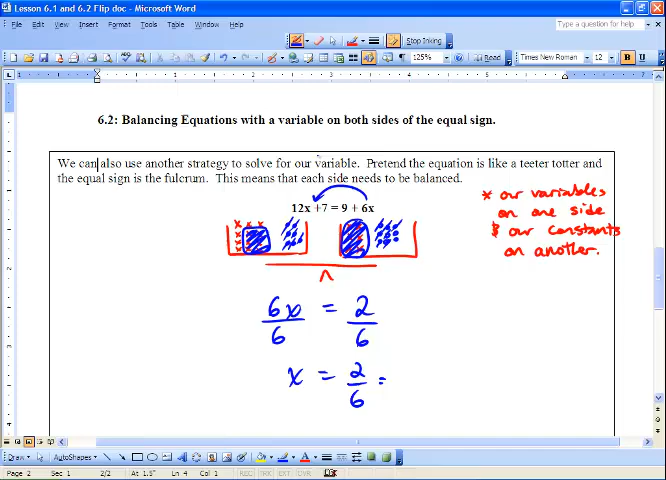 Lesson 6.1 and 6.2 Flip doc - Microsoft Word
File Edit View Insert Format Tools Table Window Help
Type a question for help
Stop Inking
125%
Read
Times New Roman
12
B U
6.2: Balancing Equations with a variable on both sides of the equal sign.
We can also use another strategy to solve for our variable. Pretend the equation is like a teeter totter and
the equal sign is the fulcrum. This means that each side needs to be balanced.
12x +7 = 9 + 6x
* our variables
on one side
& our constants
on another.
6x/6 = 2/6
x = 2/6 =
Draw AutoShapes
Page 2 Sec 1 2/2 At 1.5" Ln 4 Col 1 REC TRK EXT OVR